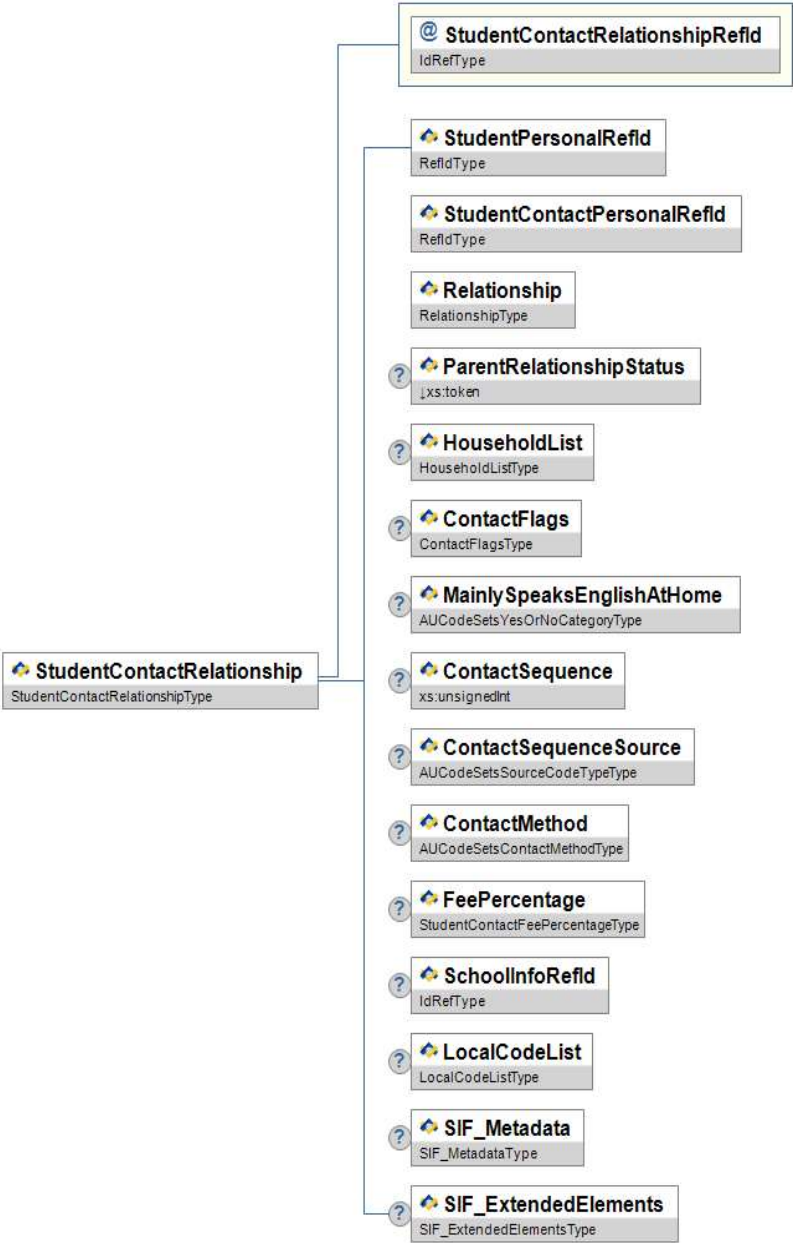 @ StudentContactRelationshipRefId
IdRefType
StudentPersonalRefId
RefIdType
StudentContactPersonalRefId
RefIdType
Relationship
RelationshipType
? ParentRelationshipStatus
↓xs:token
? HouseholdList
HouseholdListType
? ContactFlags
ContactFlagsType
? MainlySpeaksEnglishAtHome
AUCodeSetsYesOrNoCategoryType
StudentContactRelationship
StudentContactRelationshipType
? ContactSequence
xs:unsignedInt
? ContactSequenceSource
AUCodeSetsSourceCodeTypeType
? ContactMethod
AUCodeSetsContactMethodType
? FeePercentage
StudentContactFeePercentageType
? SchoolInfoRefId
IdRefType
? LocalCodeList
LocalCodeListType
? SIF_Metadata
SIF_MetadataType
? SIF_ExtendedElements
SIF_ExtendedElementsType